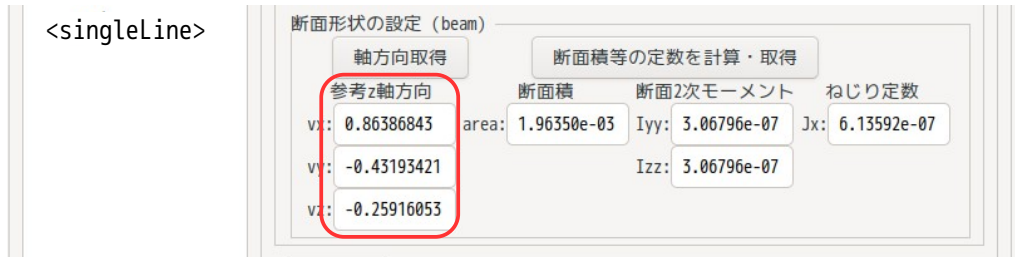 <singleLine>
断面形状の設定 (beam)
軸方向取得 断面積等の定数を計算・取得
参考z軸方向 断面積 断面2次モーメント ねじり定数
vx: 0.86386843 area: 1.96350e-03 Iyy: 3.06796e-07 Jx: 6.13592e-07
vy: -0.43193421 Izz: 3.06796e-07
vz: -0.25916053